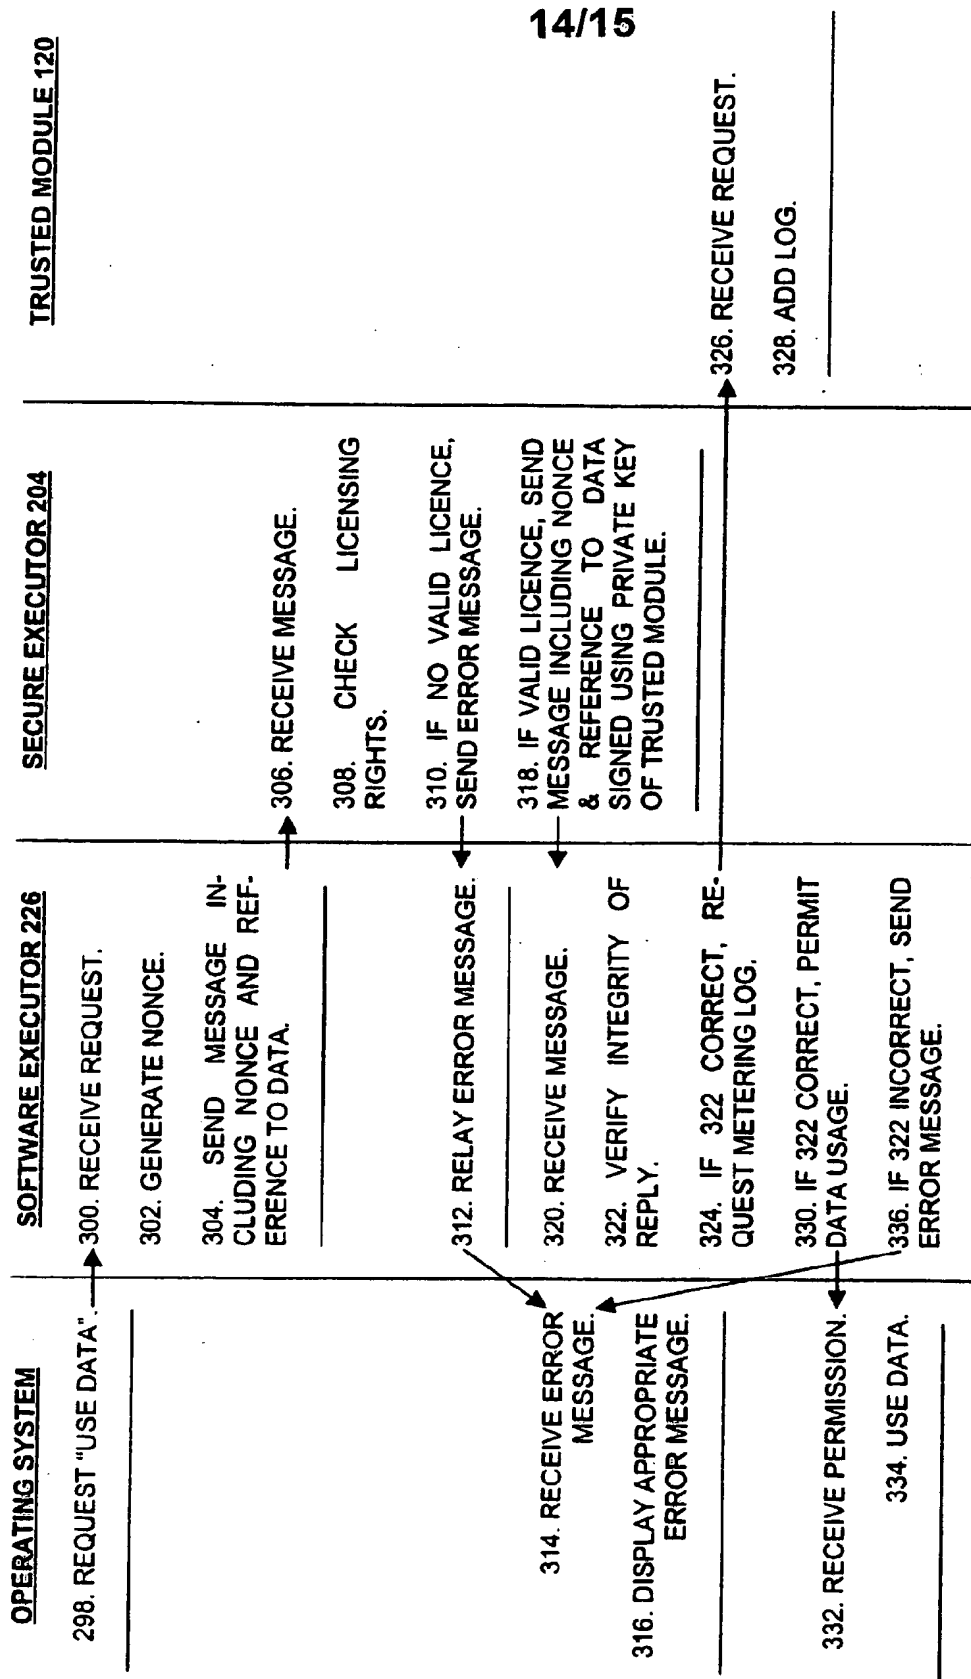 14/15
OPERATING SYSTEM
298. REQUEST "USE DATA".
314. RECEIVE ERROR
MESSAGE.
316. DISPLAY APPROPRIATE
ERROR MESSAGE.
332. RECEIVE PERMISSION.
334. USE DATA.
SOFTWARE EXECUTOR 226
300. RECEIVE REQUEST.
302. GENERATE NONCE.
304. SEND MESSAGE IN-
CLUDING NONCE AND REF-
ERENCE TO DATA.
312. RELAY ERROR MESSAGE.
320. RECEIVE MESSAGE.
322. VERIFY INTEGRITY OF
REPLY.
324. IF 322 CORRECT, RE-
QUEST METERING LOG.
330. IF 322 CORRECT, PERMIT
DATA USAGE.
336. IF 322 INCORRECT, SEND
ERROR MESSAGE.
SECURE EXECUTOR 204
306. RECEIVE MESSAGE.
308. CHECK LICENSING
RIGHTS.
310. IF NO VALID LICENCE,
SEND ERROR MESSAGE.
318. IF VALID LICENCE, SEND
MESSAGE INCLUDING NONCE
& REFERENCE TO DATA
SIGNED USING PRIVATE KEY
OF TRUSTED MODULE.
TRUSTED MODULE 120
326. RECEIVE REQUEST.
328. ADD LOG.